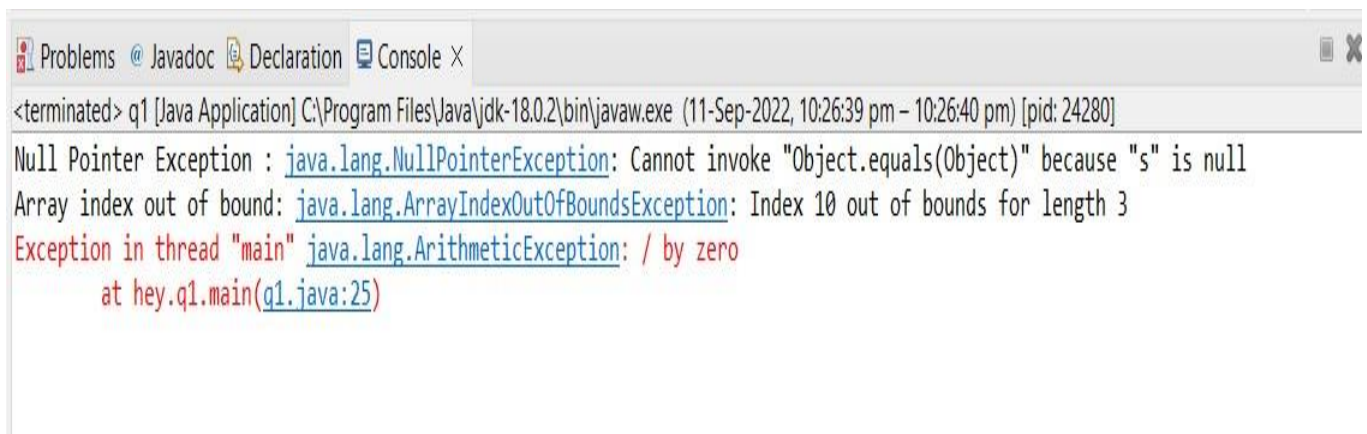 Problems @ Javadoc Declaration Console ×
<terminated> q1 [Java Application] C:\Program Files\Java\jdk-18.0.2\bin\javaw.exe (11-Sep-2022, 10:26:39 pm – 10:26:40 pm) [pid: 24280]
Null Pointer Exception : java.lang.NullPointerException: Cannot invoke "Object.equals(Object)" because "s" is null
Array index out of bound: java.lang.ArrayIndexOutOfBoundsException: Index 10 out of bounds for length 3
Exception in thread "main" java.lang.ArithmeticException: / by zero
at hey.q1.main(q1.java:25)